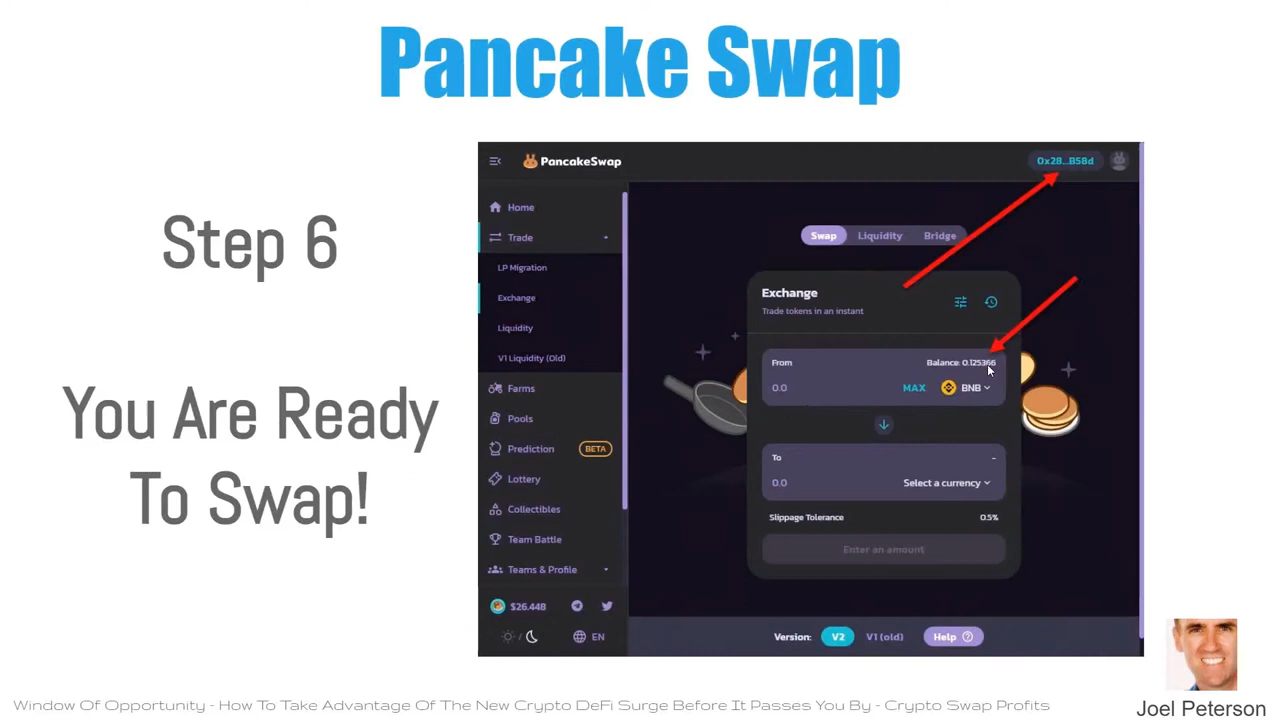 Pancake Swap
Step 6
You Are Ready
To Swap!
PancakeSwap
0x28...B58d
Home
Trade
LP Migration
Exchange
Liquidity
V1 Liquidity (Old)
Farms
Pools
Prediction BETA
Lottery
Collectibles
Team Battle
Teams & Profile
$26.448
EN
Swap Liquidity Bridge
Exchange
Trade tokens in an instant
From Balance: 0.125366
0.0 MAX BNB
To -
0.0 Select a currency
Slippage Tolerance 0.5%
Enter an amount
Version: V2 V1 (old) Help ?
Window Of Opportunity - How To Take Advantage Of The New Crypto DeFi Surge Before It Passes You By - Crypto Swap Profits
Joel Peterson